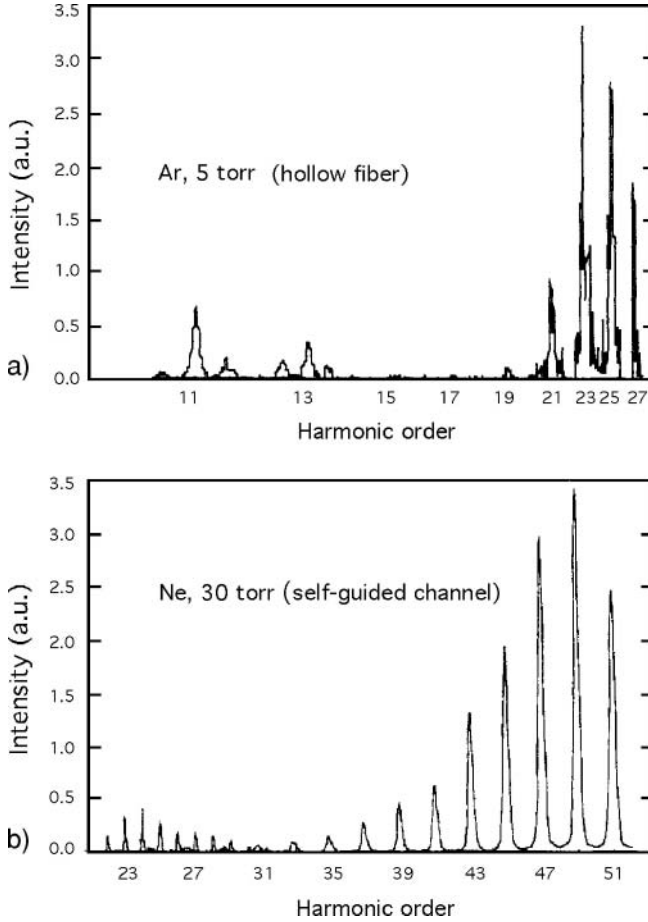 3.5
3.0
2.5
2.0
1.5
1.0
0.5
0.0
Intensity (a.u.)
Ar, 5 torr (hollow fiber)
a)
11 13 15 17 19 21 23 25 27
Harmonic order
3.5
3.0
2.5
2.0
1.5
1.0
0.5
0.0
Intensity (a.u.)
Ne, 30 torr (self-guided channel)
b)
23 27 31 35 39 43 47 51
Harmonic order